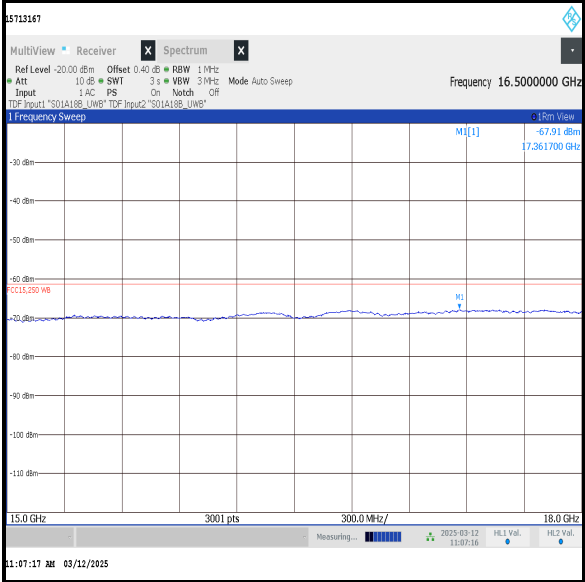 15713167
MultiView Receiver X Spectrum X
Ref Level -20.00 dBm Offset 0.40 dB RBW 1 MHz
Att 10 dB SWT 3 s VBW 3 MHz Mode Auto Sweep Frequency 16.5000000 GHz
Input 1 AC PS On Notch Off
TDF Input1 "S01A18B_UWB" TDF Input2 "S01A18B_UWB"
1 Frequency Sweep 1Rm View
M1[1] -67.91 dBm
17.361700 GHz
-30 dBm
-40 dBm
-50 dBm
-60 dBm
FCC15,250 WB
M1
-70 dBm
-80 dBm
-90 dBm
-100 dBm
-110 dBm
15.0 GHz 3001 pts 300.0 MHz/ 18.0 GHz
Measuring... 2025-03-12 HL1 Val. HL2 Val.
11:07:16
11:07:17 AM 03/12/2025